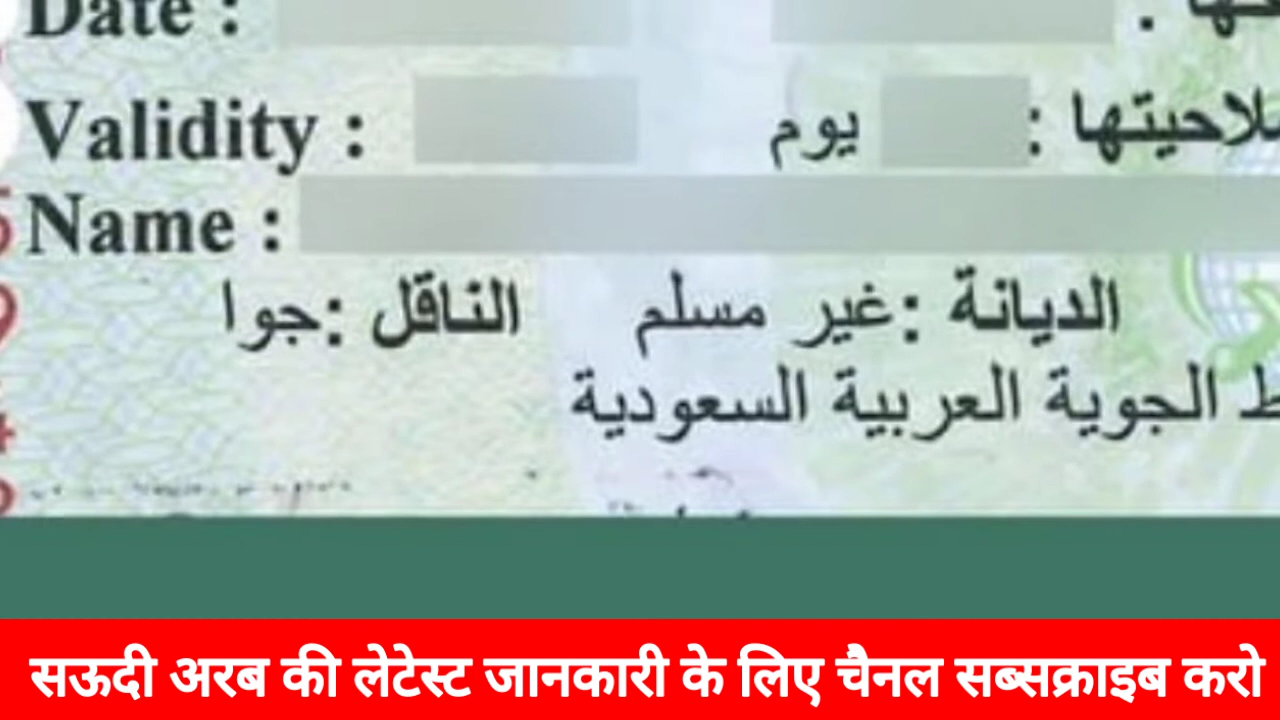 Date :
Validity : يوم :
Name :
الديانة :غير مسلم الناقل :جوا
الجوية العربية السعودية
सऊदी अरब की लेटेस्ट जानकारी के लिए चैनल सब्सक्राइब करो